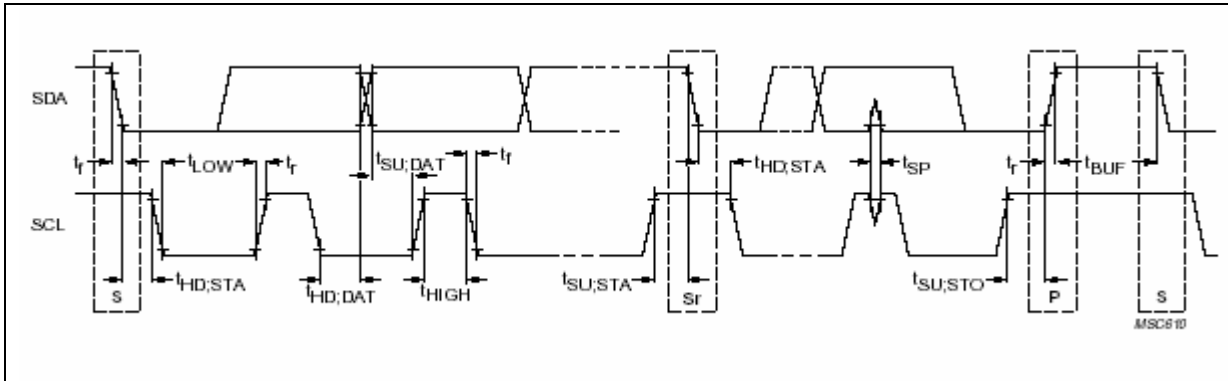 SDA
t_f
t_LOW
t_r
t_SU;DAT
t_f
t_HD;STA
t_SP
t_r
t_BUF
SCL
t_HD;STA
t_HD;DAT
t_HIGH
t_SU;STA
t_SU;STO
S
Sr
P
S
MSC610